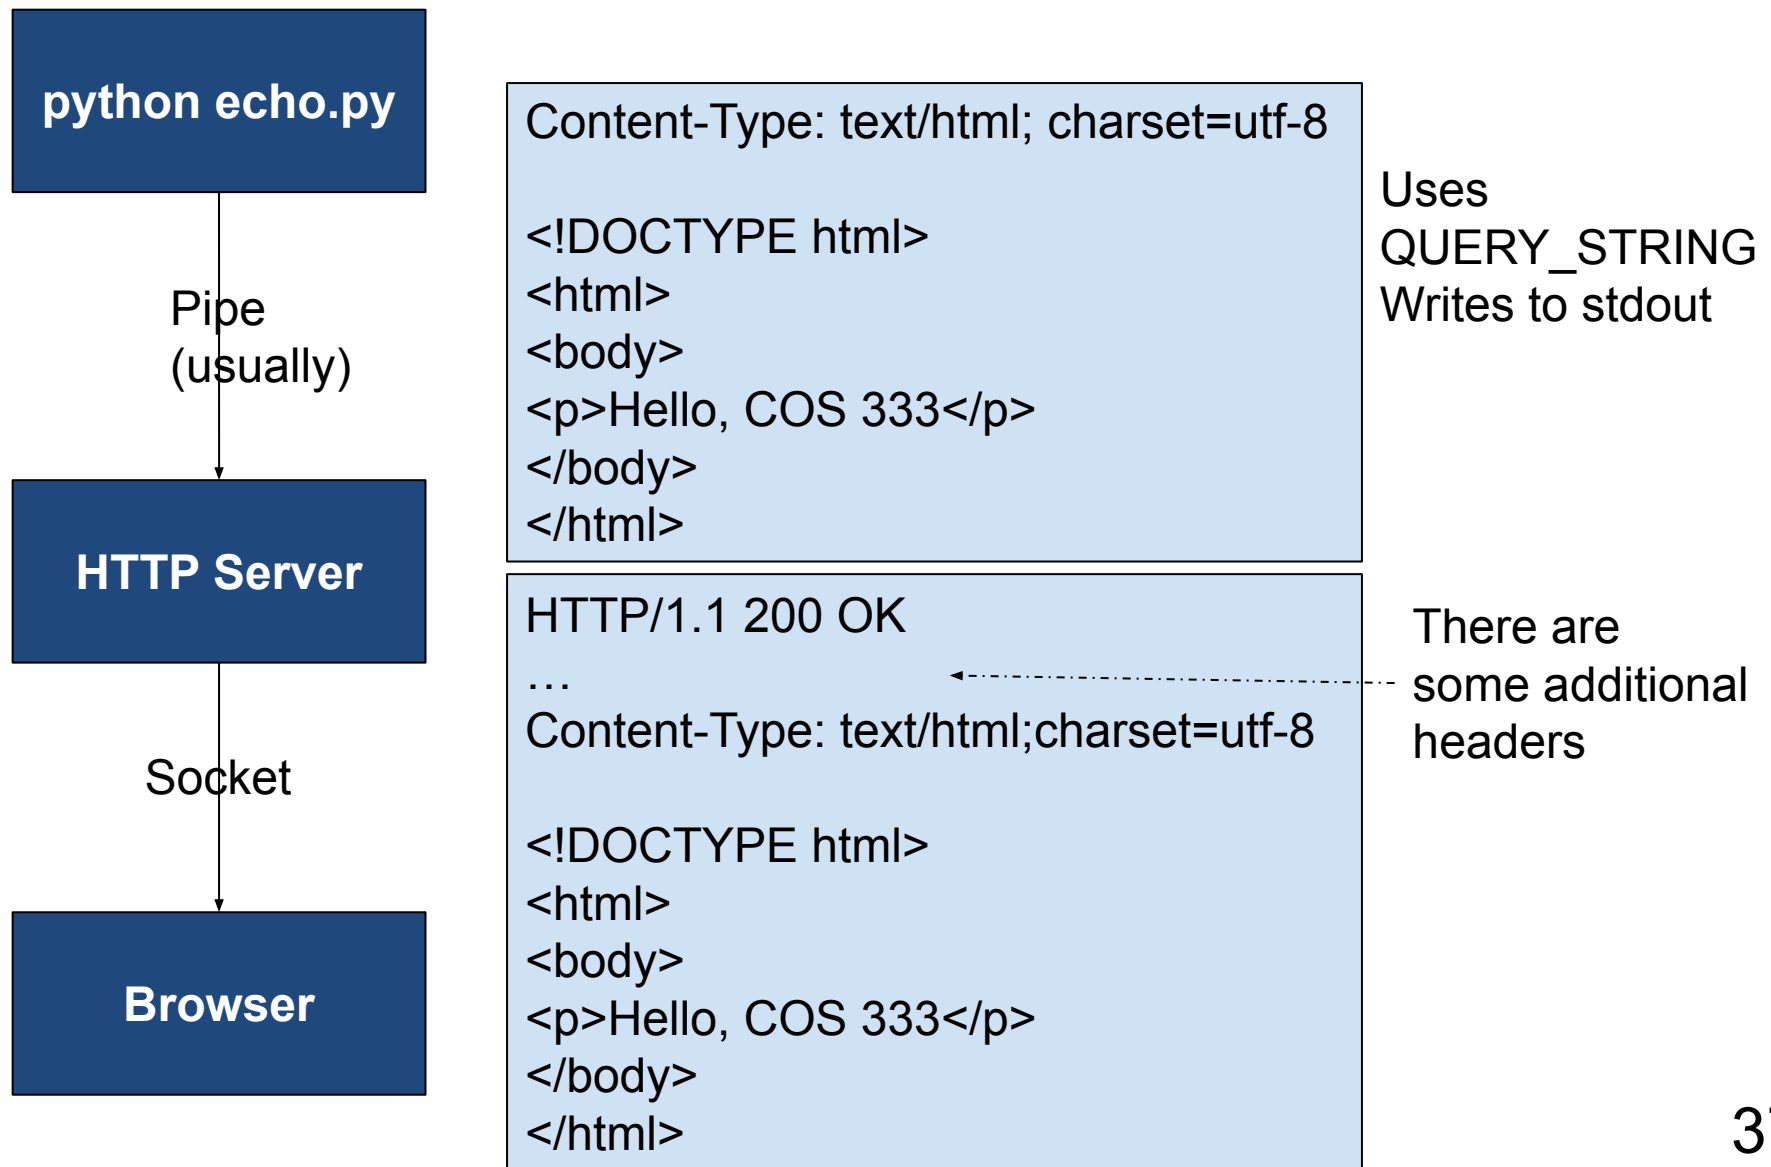 python echo.py
Content-Type: text/html; charset=utf-8
<!DOCTYPE html>
<html>
<body>
<p>Hello, COS 333</p>
</body>
</html>
Uses
QUERY_STRING
Writes to stdout
Pipe
(usually)
HTTP Server
HTTP/1.1 200 OK
…
Content-Type: text/html;charset=utf-8
<!DOCTYPE html>
<html>
<body>
<p>Hello, COS 333</p>
</body>
</html>
There are
some additional
headers
Socket
Browser